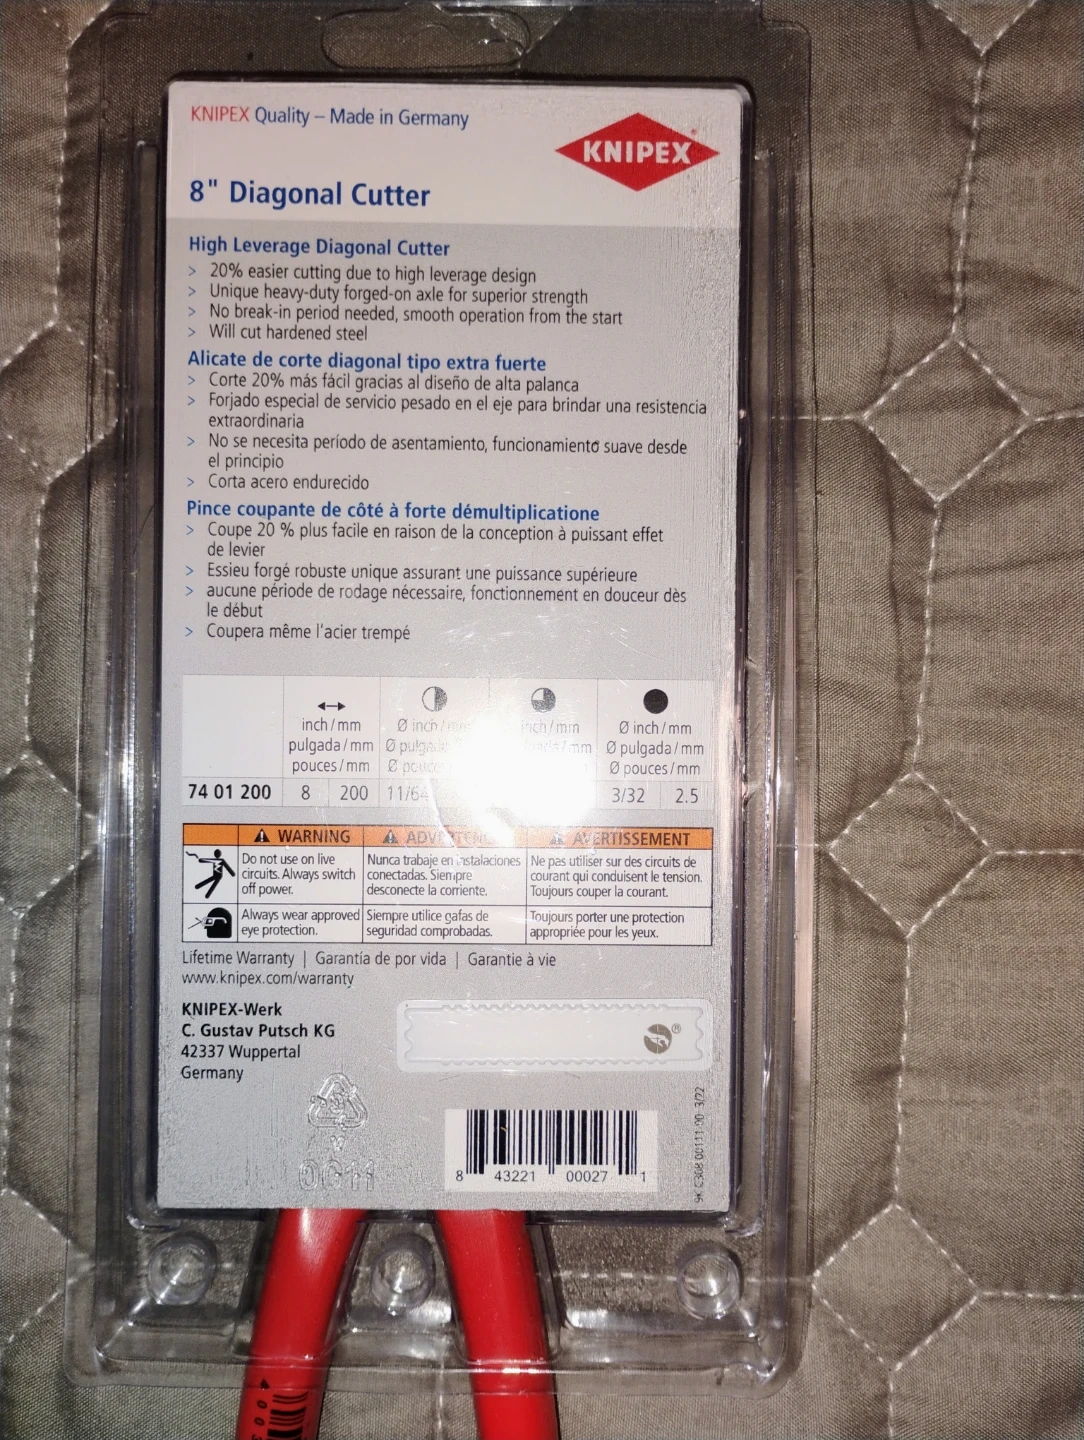 KNIPEX Quality – Made in Germany
KNIPEX
8" Diagonal Cutter
High Leverage Diagonal Cutter
> 20% easier cutting due to high leverage design
> Unique heavy-duty forged-on axle for superior strength
> No break-in period needed, smooth operation from the start
> Will cut hardened steel
Alicate de corte diagonal tipo extra fuerte
> Corte 20% más fácil gracias al diseño de alta palanca
> Forjado especial de servicio pesado en el eje para brindar una resistencia
extraordinaria
> No se necesita período de asentamiento, funcionamiento suave desde
el principio
> Corta acero endurecido
Pince coupante de côté à forte démultiplicatione
> Coupe 20 % plus facile en raison de la conception à puissant effet
de levier
> Essieu forgé robuste unique assurant une puissance supérieure
> aucune période de rodage nécessaire, fonctionnement en douceur dès
le début
> Coupera même l'acier trempé
inch / mm Ø inch / mm inch / mm Ø inch / mm
pulgada / mm Ø pulgada / mm Ø pulgada / mm
pouces / mm Ø Ø pouces / mm
74 01 200 8 200 11/64 3/32 2.5
WARNING AVERTISSEMENT
Do not use on live
circuits. Always switch
off power.
Nunca trabaje en instalaciones
conectadas. Siempre
desconecte la corriente.
Ne pas utiliser sur des circuits de
courant qui conduisent le tension.
Toujours couper la courant.
Always wear approved
eye protection.
Siempre utilice gafas de
seguridad comprobadas.
Toujours porter une protection
appropriée pour les yeux.
Lifetime Warranty | Garantía de por vida | Garantie à vie
www.knipex.com/warranty
KNIPEX-Werk
C. Gustav Putsch KG
42337 Wuppertal
Germany
8 43221 00027 1